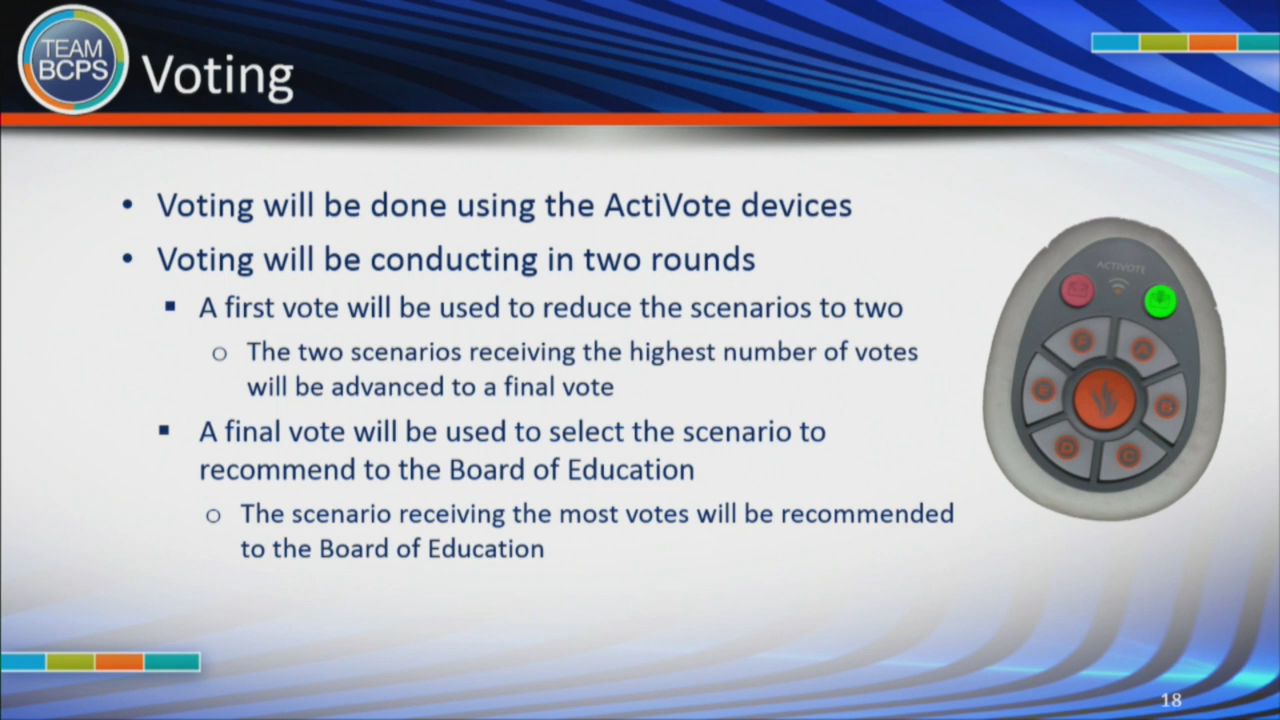 TEAM
BCPS
Voting
• Voting will be done using the ActiVote devices
• Voting will be conducting in two rounds
▪ A first vote will be used to reduce the scenarios to two
o The two scenarios receiving the highest number of votes
will be advanced to a final vote
▪ A final vote will be used to select the scenario to
recommend to the Board of Education
o The scenario receiving the most votes will be recommended
to the Board of Education
ACTIVOTE
F A
E B
D C
18